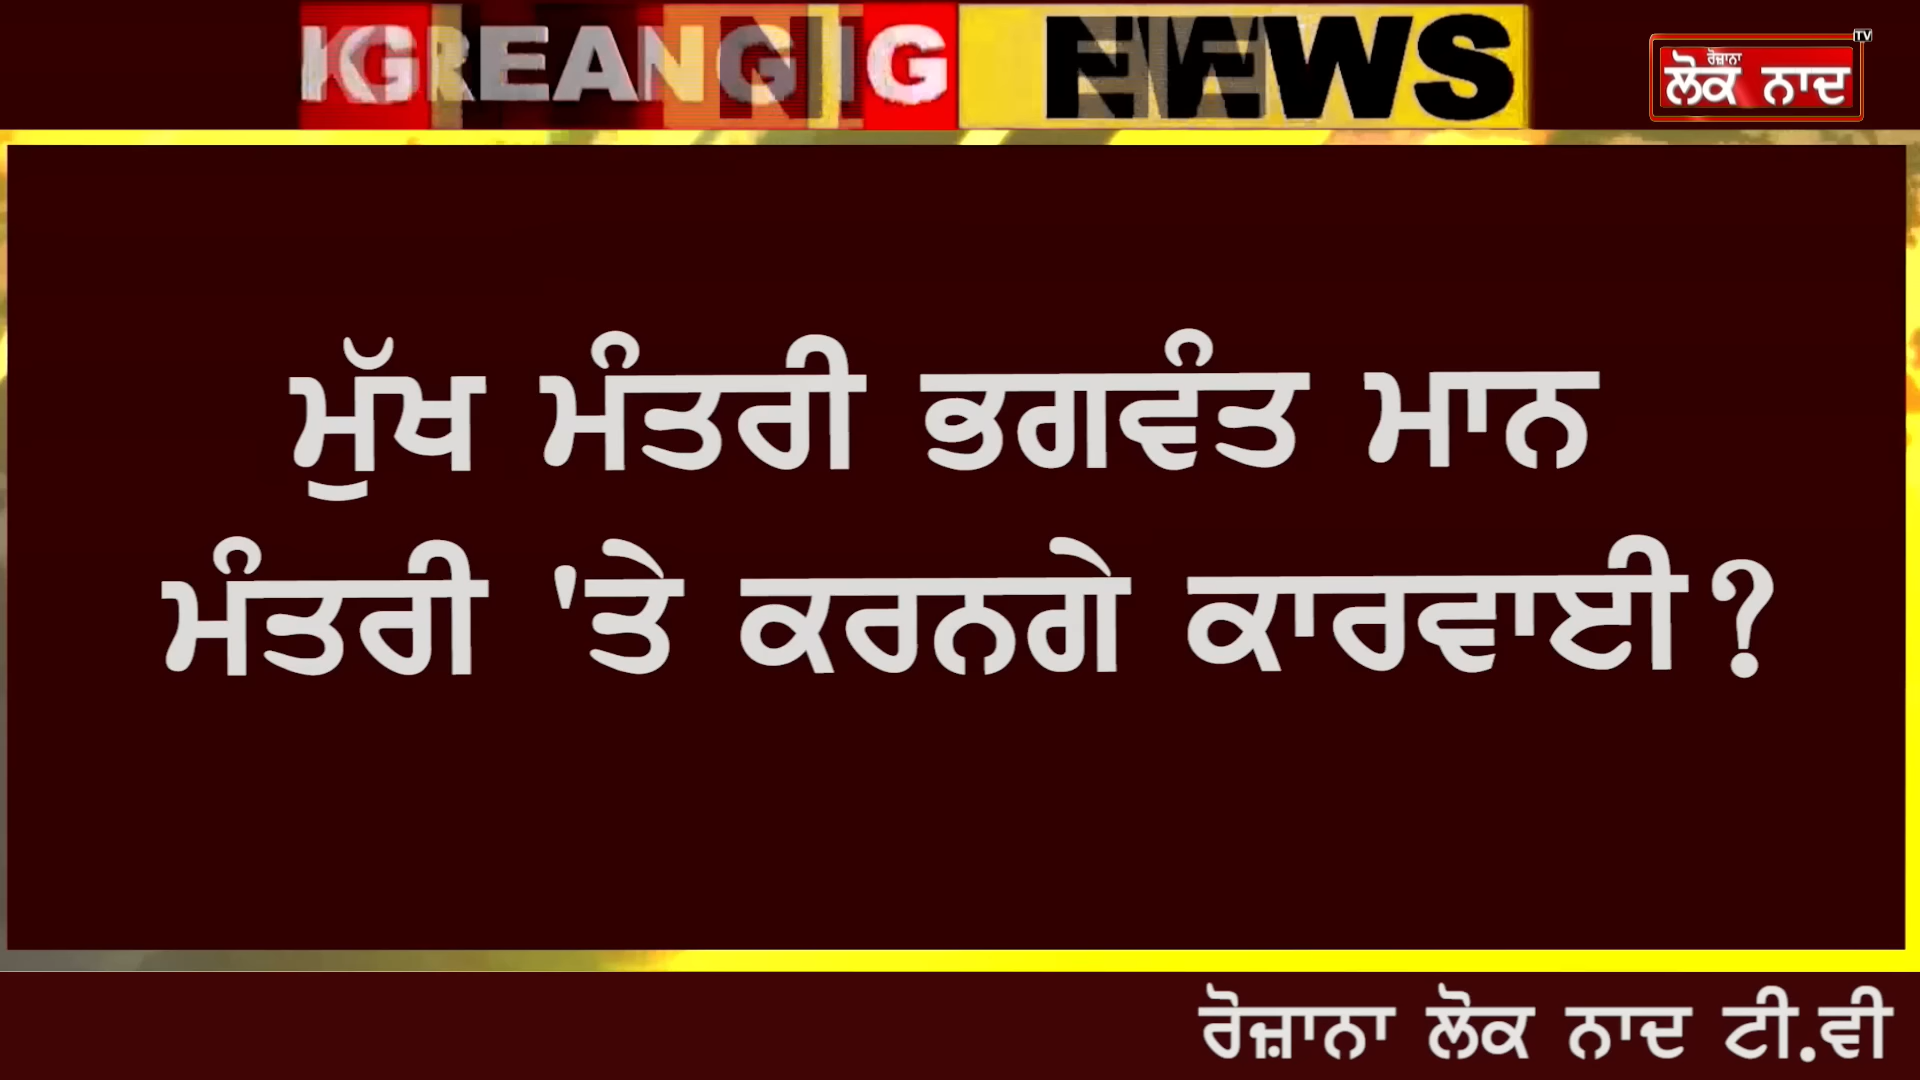 NEWS
TV
ਰੋਜ਼ਾਨਾ
ਲੋਕ ਨਾਦ
ਮੁੱਖ ਮੰਤਰੀ ਭਗਵੰਤ ਮਾਨ
ਮੰਤਰੀ 'ਤੇ ਕਰਨਗੇ ਕਾਰਵਾਈ?
ਰੋਜ਼ਾਨਾ ਲੋਕ ਨਾਦ ਟੀ.ਵੀ